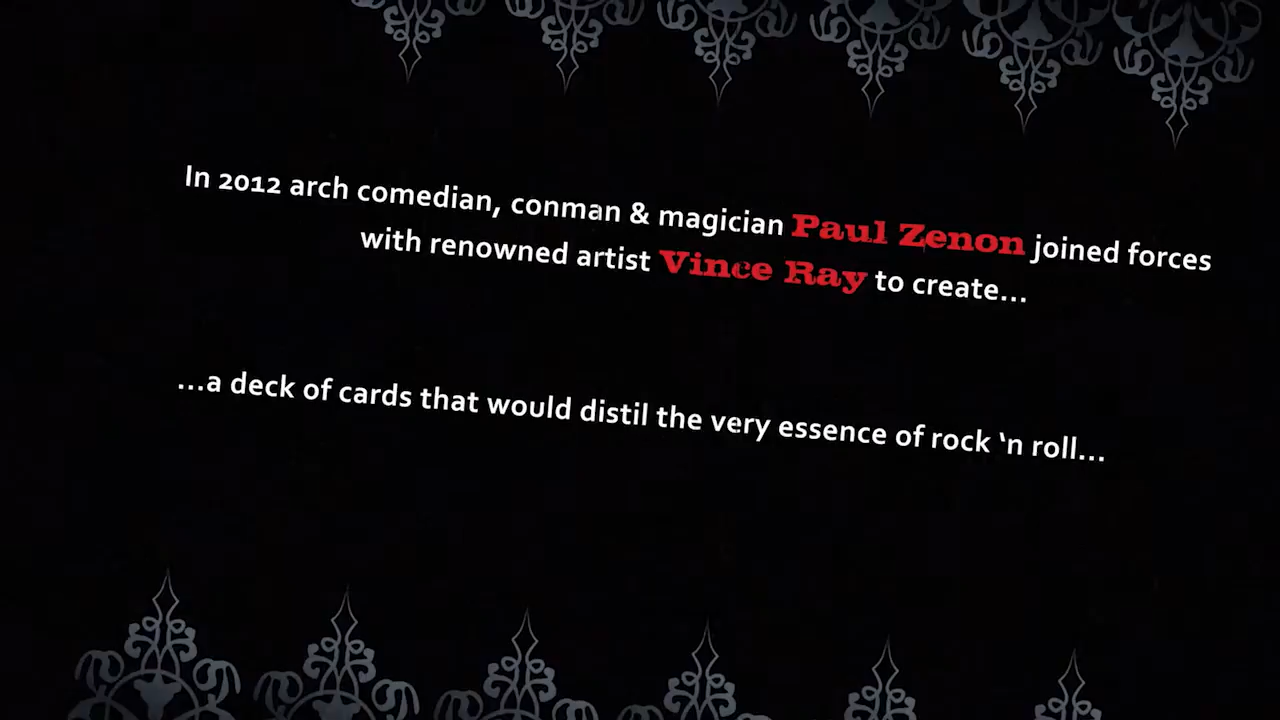 In 2012 arch comedian, conman & magician Paul Zenon joined forces
with renowned artist Vince Ray to create...
...a deck of cards that would distil the very essence of rock ‘n roll...